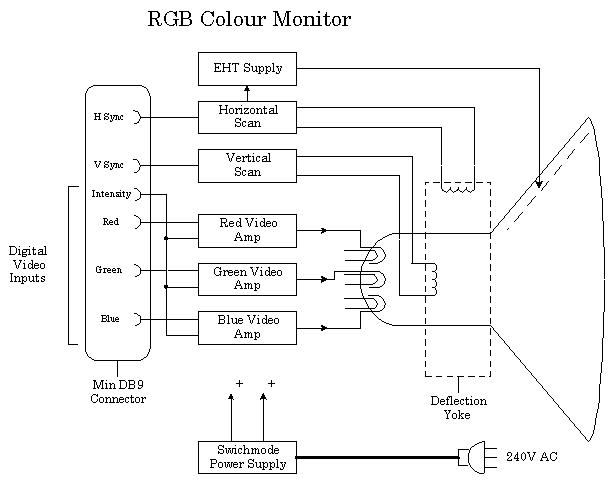 RGB Colour Monitor
EHT Supply
H Sync
Horizontal
Scan
V Sync
Vertical
Scan
Intensity
Red
Red Video
Amp
Digital
Video
Inputs
Green
Green Video
Amp
Blue
Blue Video
Amp
Min DB9
Connector
+ +
Deflection
Yoke
Swichmode
Power Supply
240V AC